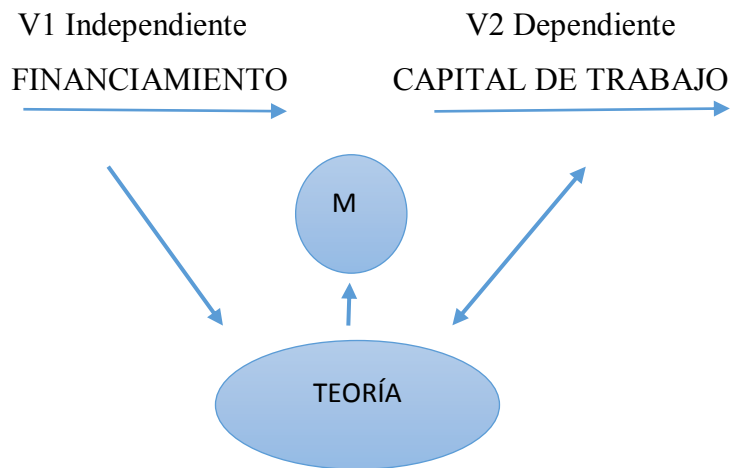 V1 Independiente
V2 Dependiente
FINANCIAMIENTO
CAPITAL DE TRABAJO
M
TEORÍA